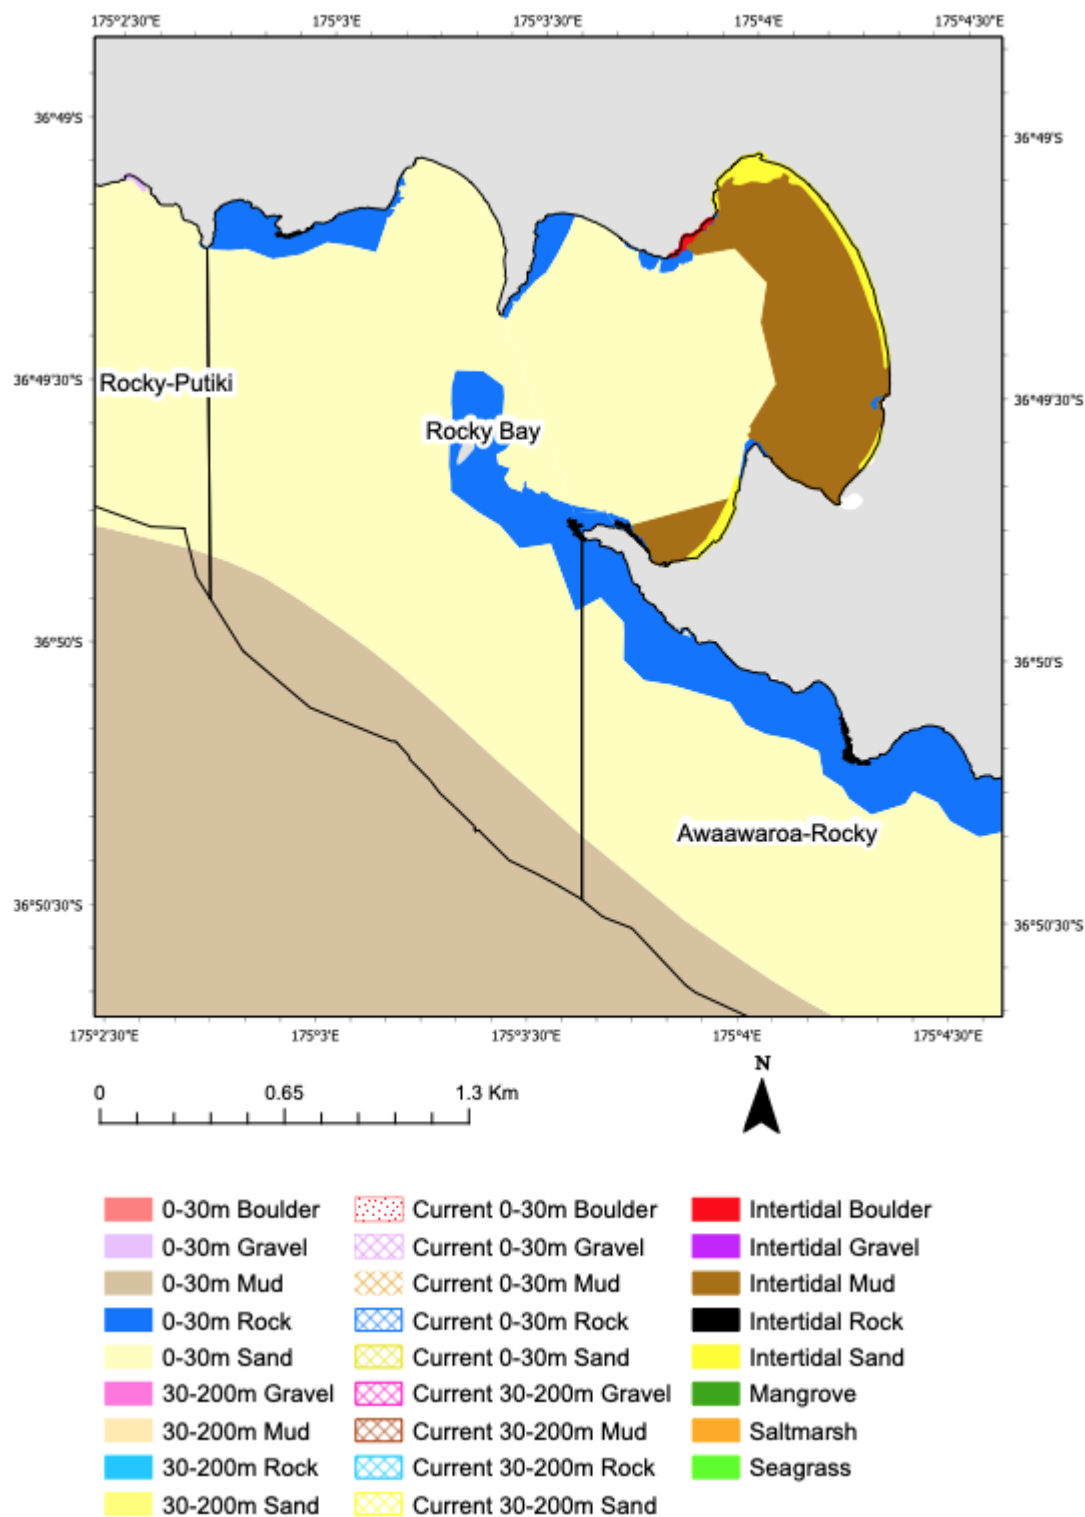 175°2'30"E 175°3'E 175°3'30"E 175°4'E 175°4'30"E
36°49'S 36°49'S
Rocky-Putiki 36°49'30"S 36°49'30"S
Rocky Bay
36°50'S 36°50'S
Awaawaroa-Rocky
36°50'30"S 36°50'30"S
175°2'30"E 175°3'E 175°3'30"E 175°4'E 175°4'30"E
N
0 0.65 1.3 Km
0-30m Boulder Current 0-30m Boulder Intertidal Boulder
0-30m Gravel Current 0-30m Gravel Intertidal Gravel
0-30m Mud Current 0-30m Mud Intertidal Mud
0-30m Rock Current 0-30m Rock Intertidal Rock
0-30m Sand Current 0-30m Sand Intertidal Sand
30-200m Gravel Current 30-200m Gravel Mangrove
30-200m Mud Current 30-200m Mud Saltmarsh
30-200m Rock Current 30-200m Rock Seagrass
30-200m Sand Current 30-200m Sand